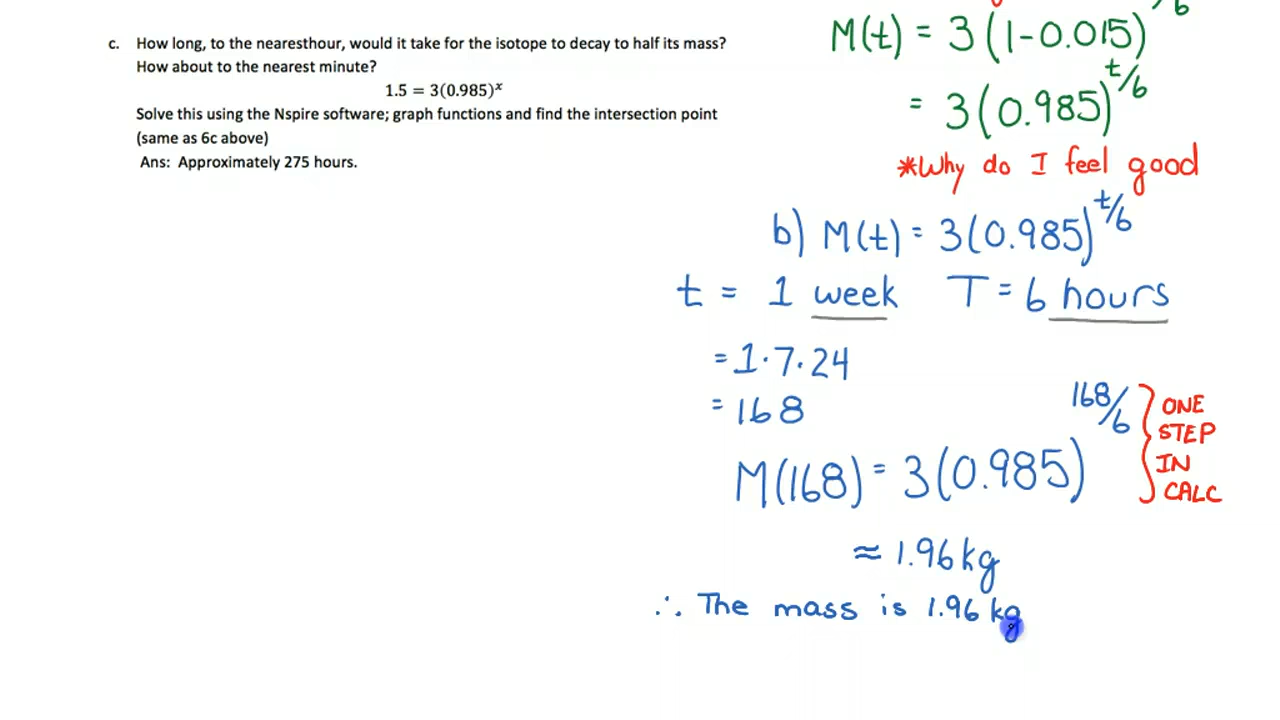 c. How long, to the nearesthour, would it take for the isotope to decay to half its mass?
How about to the nearest minute?
1.5 = 3(0.985)ˣ
Solve this using the Nspire software; graph functions and find the intersection point
(same as 6c above)
Ans: Approximately 275 hours.
M(t) = 3(1-0.015)
= 3(0.985)^t/6
*Why do I feel good
b) M(t) = 3(0.985)^t/6
t = 1 week T = 6 hours
= 1·7·24
= 168
M(168) = 3(0.985)^168/6
ONE
STEP
IN
CALC
≈ 1.96 kg
∴ The mass is 1.96 kg